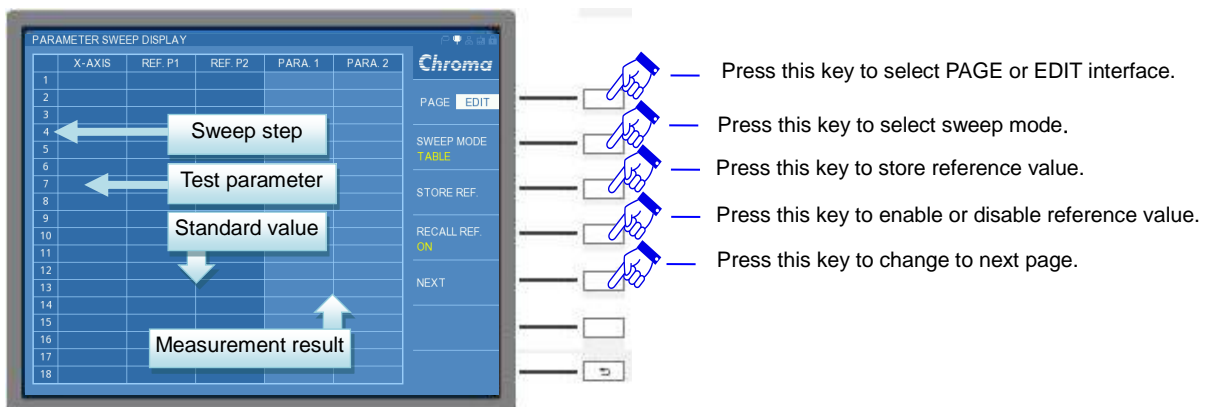 PARAMETER SWEEP DISPLAY
X-AXIS REF. P1 REF. P2 PARA. 1 PARA. 2
Chroma
1
2
3
4
5
6
7
8
9
10
11
12
13
14
15
16
17
18
Sweep step
Test parameter
Standard value
Measurement result
PAGE EDIT
SWEEP MODE
TABLE
STORE REF.
RECALL REF.
ON
NEXT
Press this key to select PAGE or EDIT interface.
Press this key to select sweep mode.
Press this key to store reference value.
Press this key to enable or disable reference value.
Press this key to change to next page.